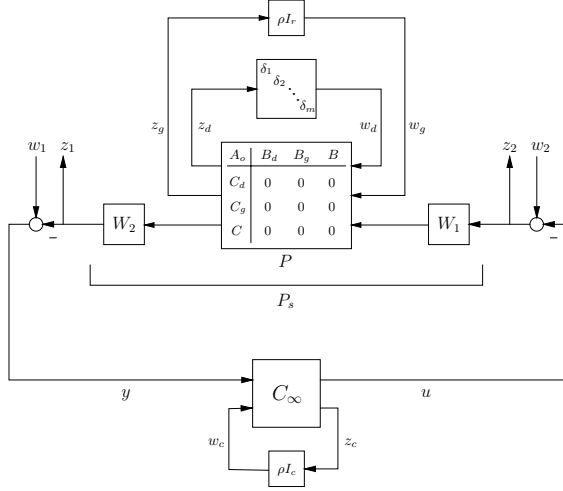 ρI_r
δ_1
δ_2
⋱
δ_m
z_g z_d w_d w_g
w_1 z_1 z_2 w_2
A_o B_d B_g B
C_d 0 0 0
C_g 0 0 0
C 0 0 0
W_2 W_1
− −
P
P_s
y C_∞ u
w_c z_c
ρI_c